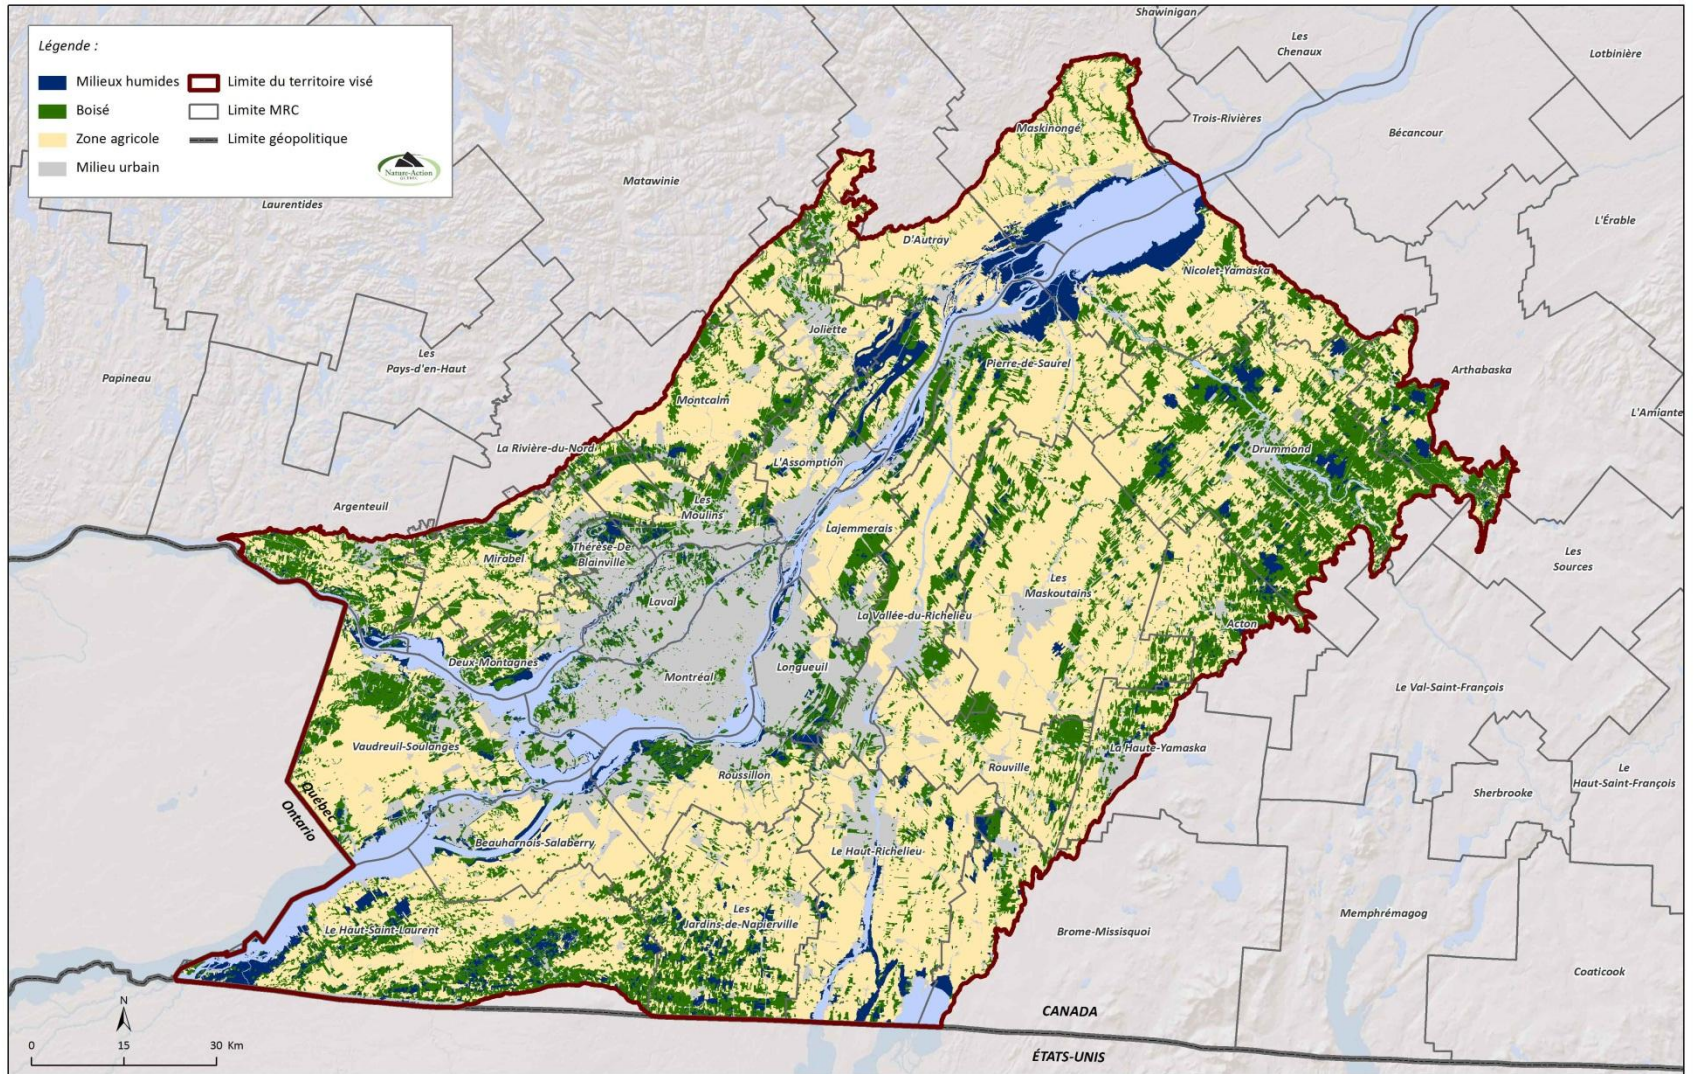 Légende :
Milieux humides
Limite du territoire visé
Boisé
Limite MRC
Zone agricole
Limite géopolitique
Milieu urbain
Nature-Action
QUÉBEC
Shawinigan
Les
Chenaux
Lotbinière
Trois-Rivières
Maskinongé
Bécancour
Matawinie
Laurentides
L'Érable
D'Autray
Nicolet-Yamaska
Joliette
Les
Pays-d'en-Haut
Pierre-de-Saurel
Arthabaska
Papineau
Montcalm
L'Amiante
La Rivière-du-Nord
Drummond
L'Assomption
Argenteuil
Les
Moulins
Lajemmerais
Mirabel
Thérèse-De-
Blainville
Les
Sources
Les
Maskoutains
Laval
La Vallée-du-Richelieu
Acton
Deux-Montagnes
Longueuil
Montréal
Le Val-Saint-François
Vaudreuil-Soulanges
La Haute-Yamaska
Roussillon
Rouville
Le
Haut-Saint-François
Québec
Ontario
Sherbrooke
Beauharnois-Salaberry
Le Haut-Richelieu
Les
Jardins-de-Napierville
Memphrémagog
Le Haut-Saint-Laurent
Brome-Missisquoi
Coaticook
N
CANADA
0 15 30 Km
ÉTATS-UNIS